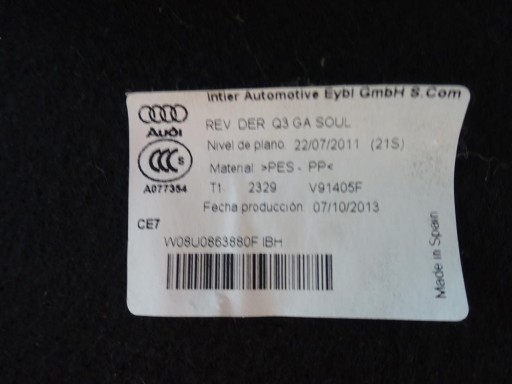 Intier Automotive Eybl GmbH S.Com
Audi
REV DER Q3 GA SOUL
Nivel de plano 22/07/2011 (21S)
CCC S
Material >PES - PP<
A077354
T1 2329 V91405F
Fecha producción 07/10/2013
CE7
W08U0863880F IBH
Made in Spain